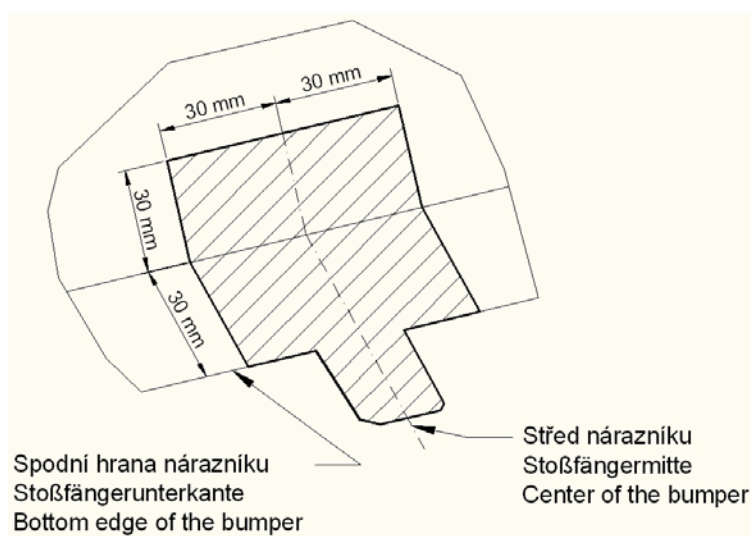 30 mm
30 mm
30 mm
30 mm
Spodní hrana nárazníku
Stoßfängerunterkante
Bottom edge of the bumper
Střed nárazníku
Stoßfängermitte
Center of the bumper